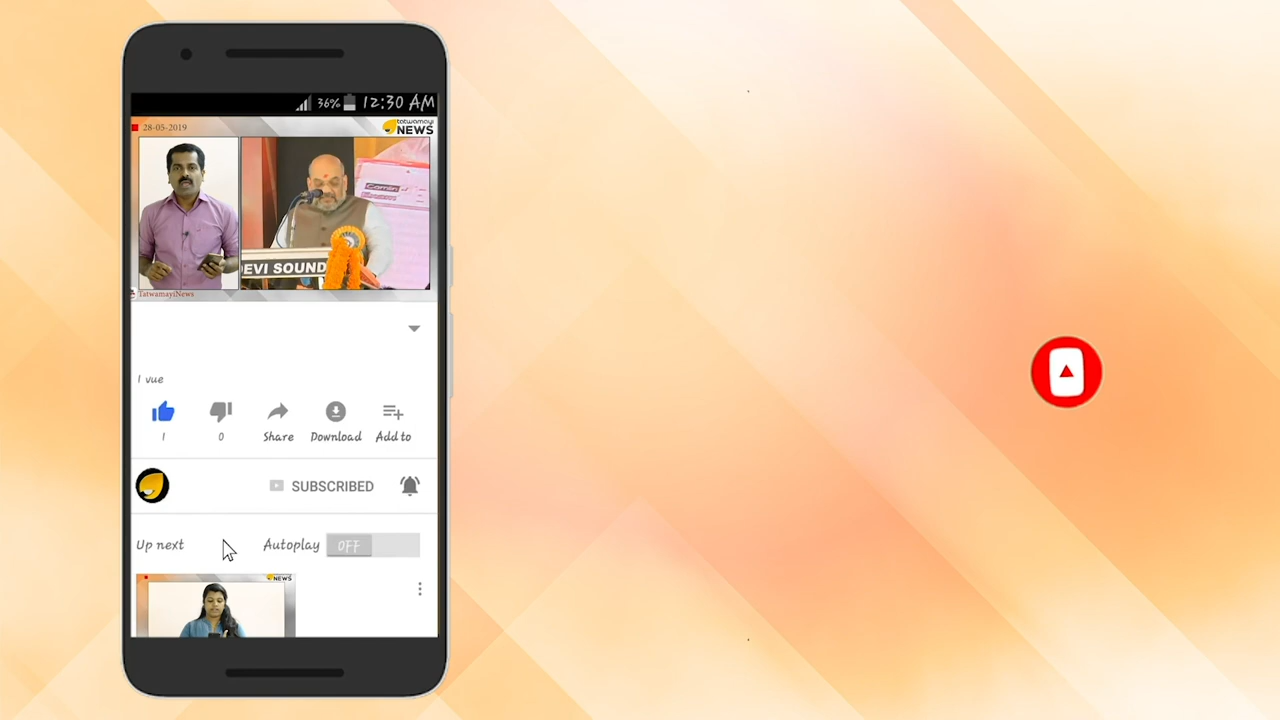 36% 12:30 AM
28-05-2019
tatwamayi
NEWS
DEVI SOUND
TatwamayiNews
1 vue
1
0
Share
Download
Add to
SUBSCRIBED
Up next
Autoplay
OFF
NEWS